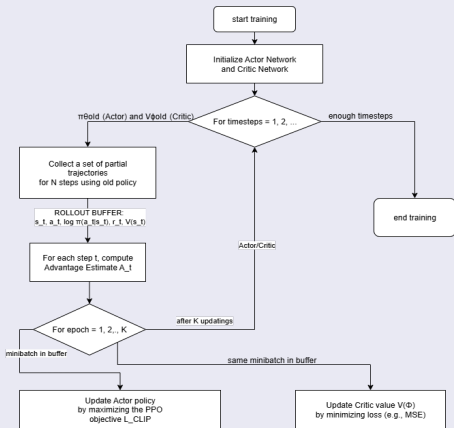 start training
Initialize Actor Network
and Critic Network
πθold (Actor) and Vϕold (Critic)
For timesteps = 1, 2, ...
enough timesteps
Collect a set of partial
trajectories
for N steps using old policy
end training
ROLLOUT BUFFER:
s_t, a_t, log π(a_t|s_t), r_t, V(s_t)
Actor/Critic
For each step t, compute
Advantage Estimate A_t
For epoch = 1, 2,., K
after K updatings
minibatch in buffer
same minibatch in buffer
Update Actor policy
by maximizing the PPO
objective L_CLIP
Update Critic value V(Φ)
by minimizing loss (e.g., MSE)